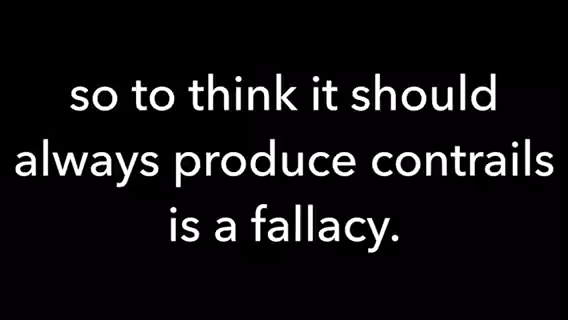 so to think it should
always produce contrails
is a fallacy.